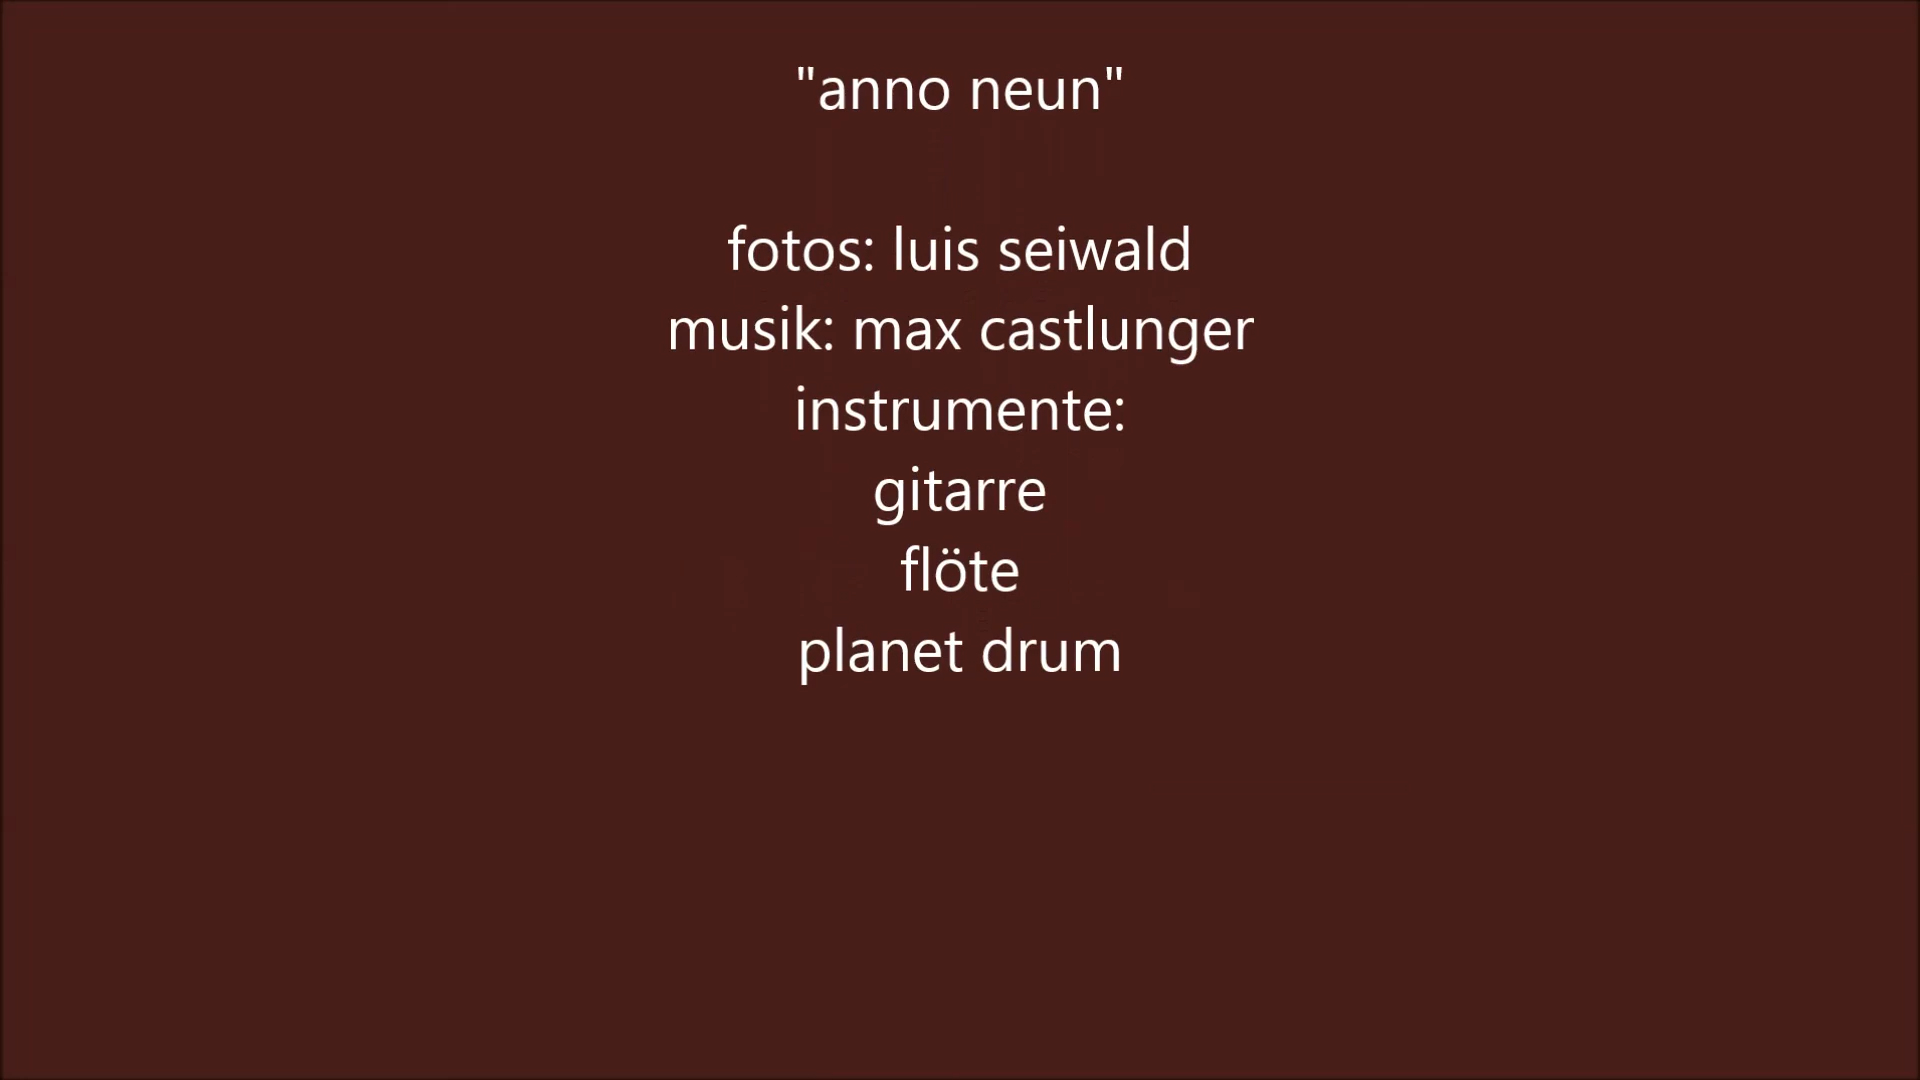 "anno neun"
fotos: luis seiwald
musik: max castlunger
instrumente:
gitarre
flöte
planet drum